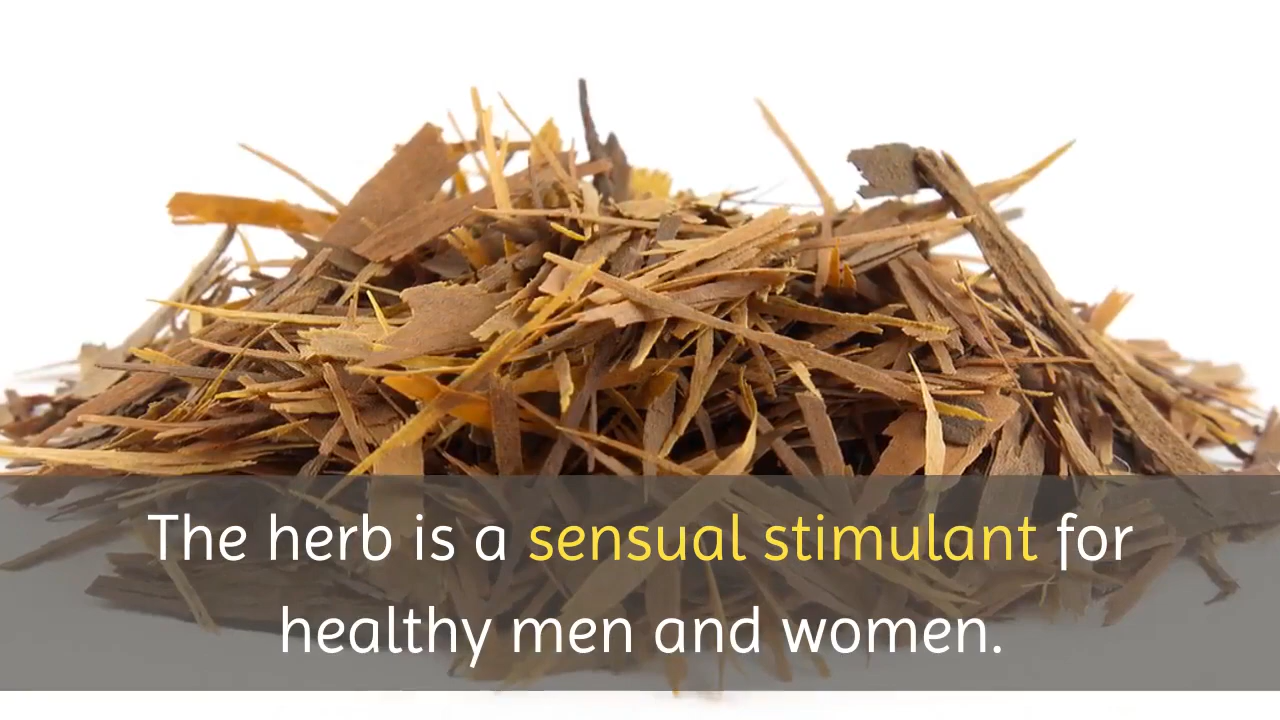 The herb is a sensual stimulant for
healthy men and women.